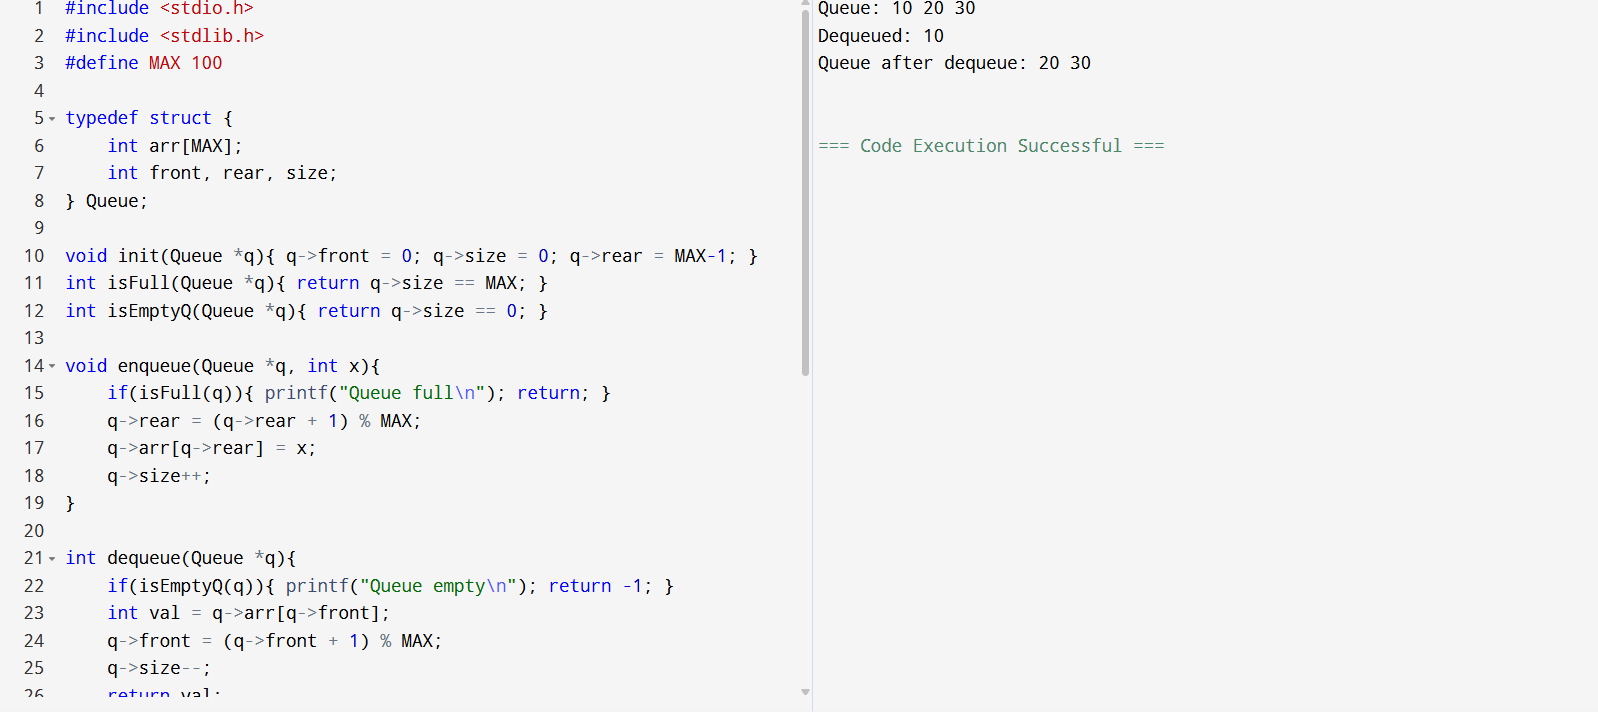 1 #include <stdio.h>
2 #include <stdlib.h>
3 #define MAX 100
4
5 typedef struct {
6     int arr[MAX];
7     int front, rear, size;
8 } Queue;
9
10 void init(Queue *q){ q->front = 0; q->size = 0; q->rear = MAX-1; }
11 int isFull(Queue *q){ return q->size == MAX; }
12 int isEmptyQ(Queue *q){ return q->size == 0; }
13
14 void enqueue(Queue *q, int x){
15     if(isFull(q)){ printf("Queue full\n"); return; }
16     q->rear = (q->rear + 1) % MAX;
17     q->arr[q->rear] = x;
18     q->size++;
19 }
20
21 int dequeue(Queue *q){
22     if(isEmptyQ(q)){ printf("Queue empty\n"); return -1; }
23     int val = q->arr[q->front];
24     q->front = (q->front + 1) % MAX;
25     q->size--;
26     return val;
Queue: 10 20 30
Dequeued: 10
Queue after dequeue: 20 30
=== Code Execution Successful ===